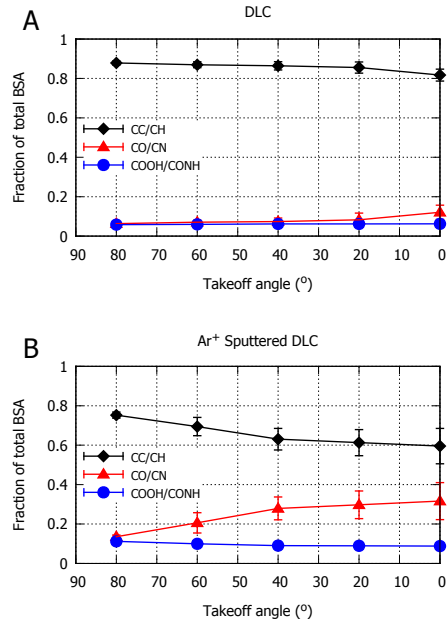 A
DLC
Fraction of total BSA
1
0.8
0.6
0.4
0.2
0
CC/CH
CO/CN
COOH/CONH
90 80 70 60 50 40 30 20 10 0
Takeoff angle (°)
B
Ar⁺ Sputtered DLC
Fraction of total BSA
1
0.8
0.6
0.4
0.2
0
CC/CH
CO/CN
COOH/CONH
90 80 70 60 50 40 30 20 10 0
Takeoff angle (°)